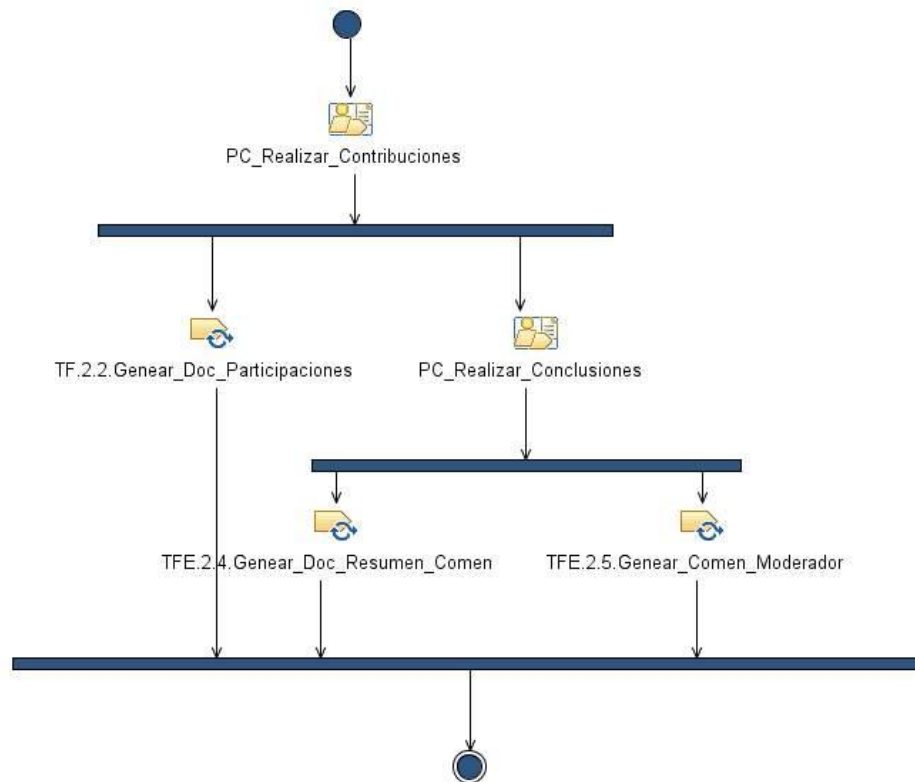 PC_Realizar_Contribuciones
TF.2.2.Genear_Doc_Participaciones
PC_Realizar_Conclusiones
TFE.2.4.Genear_Doc_Resumen_Comen
TFE.2.5.Genear_Comen_Moderador